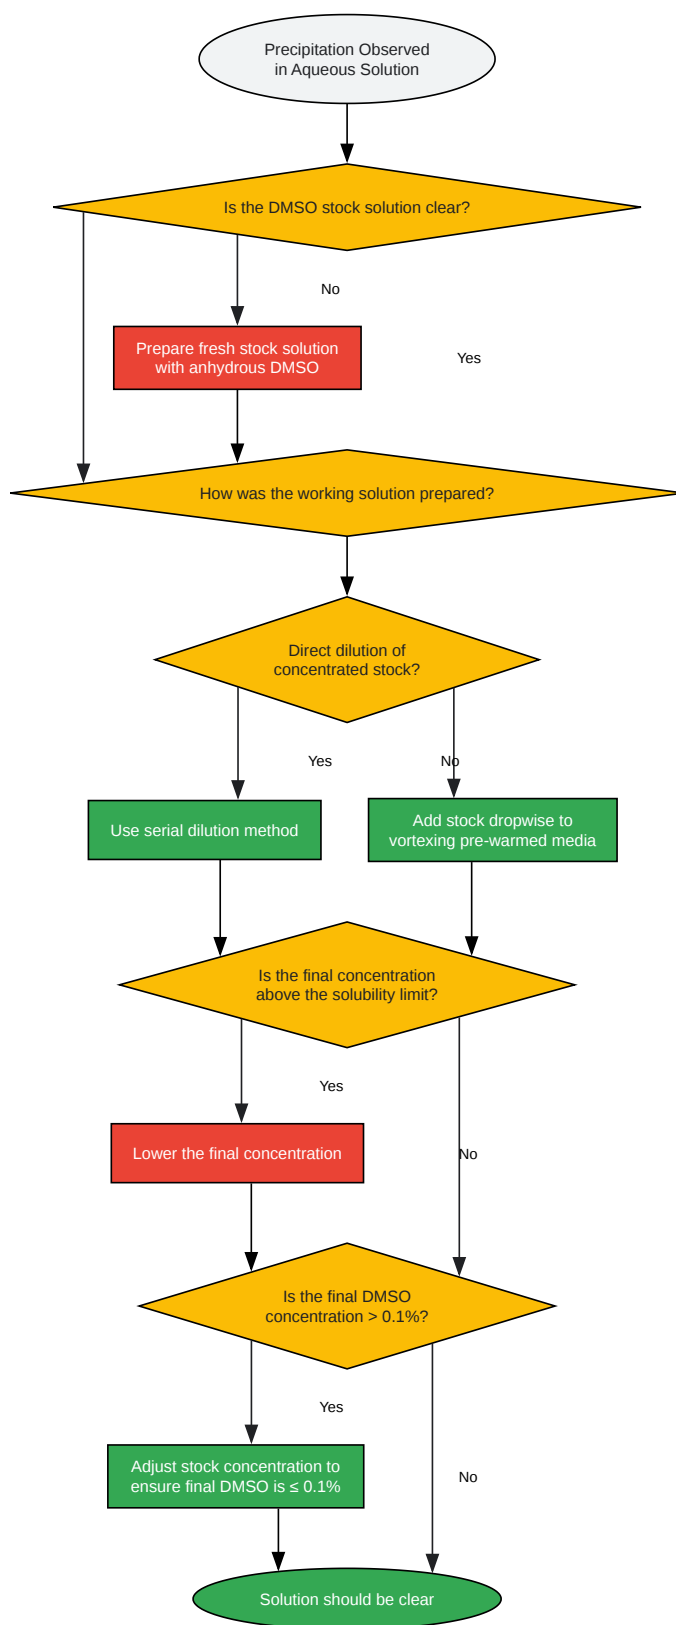 Precipitation Observed
in Aqueous Solution
Is the DMSO stock solution clear?
No
Prepare fresh stock solution
with anhydrous DMSO
Yes
How was the working solution prepared?
Direct dilution of
concentrated stock?
Yes
No
Use serial dilution method
Add stock dropwise to
vortexing pre-warmed media
Is the final concentration
above the solubility limit?
Yes
Lower the final concentration
No
Is the final DMSO
concentration > 0.1%?
Yes
Adjust stock concentration to
ensure final DMSO is ≤ 0.1%
No
Solution should be clear